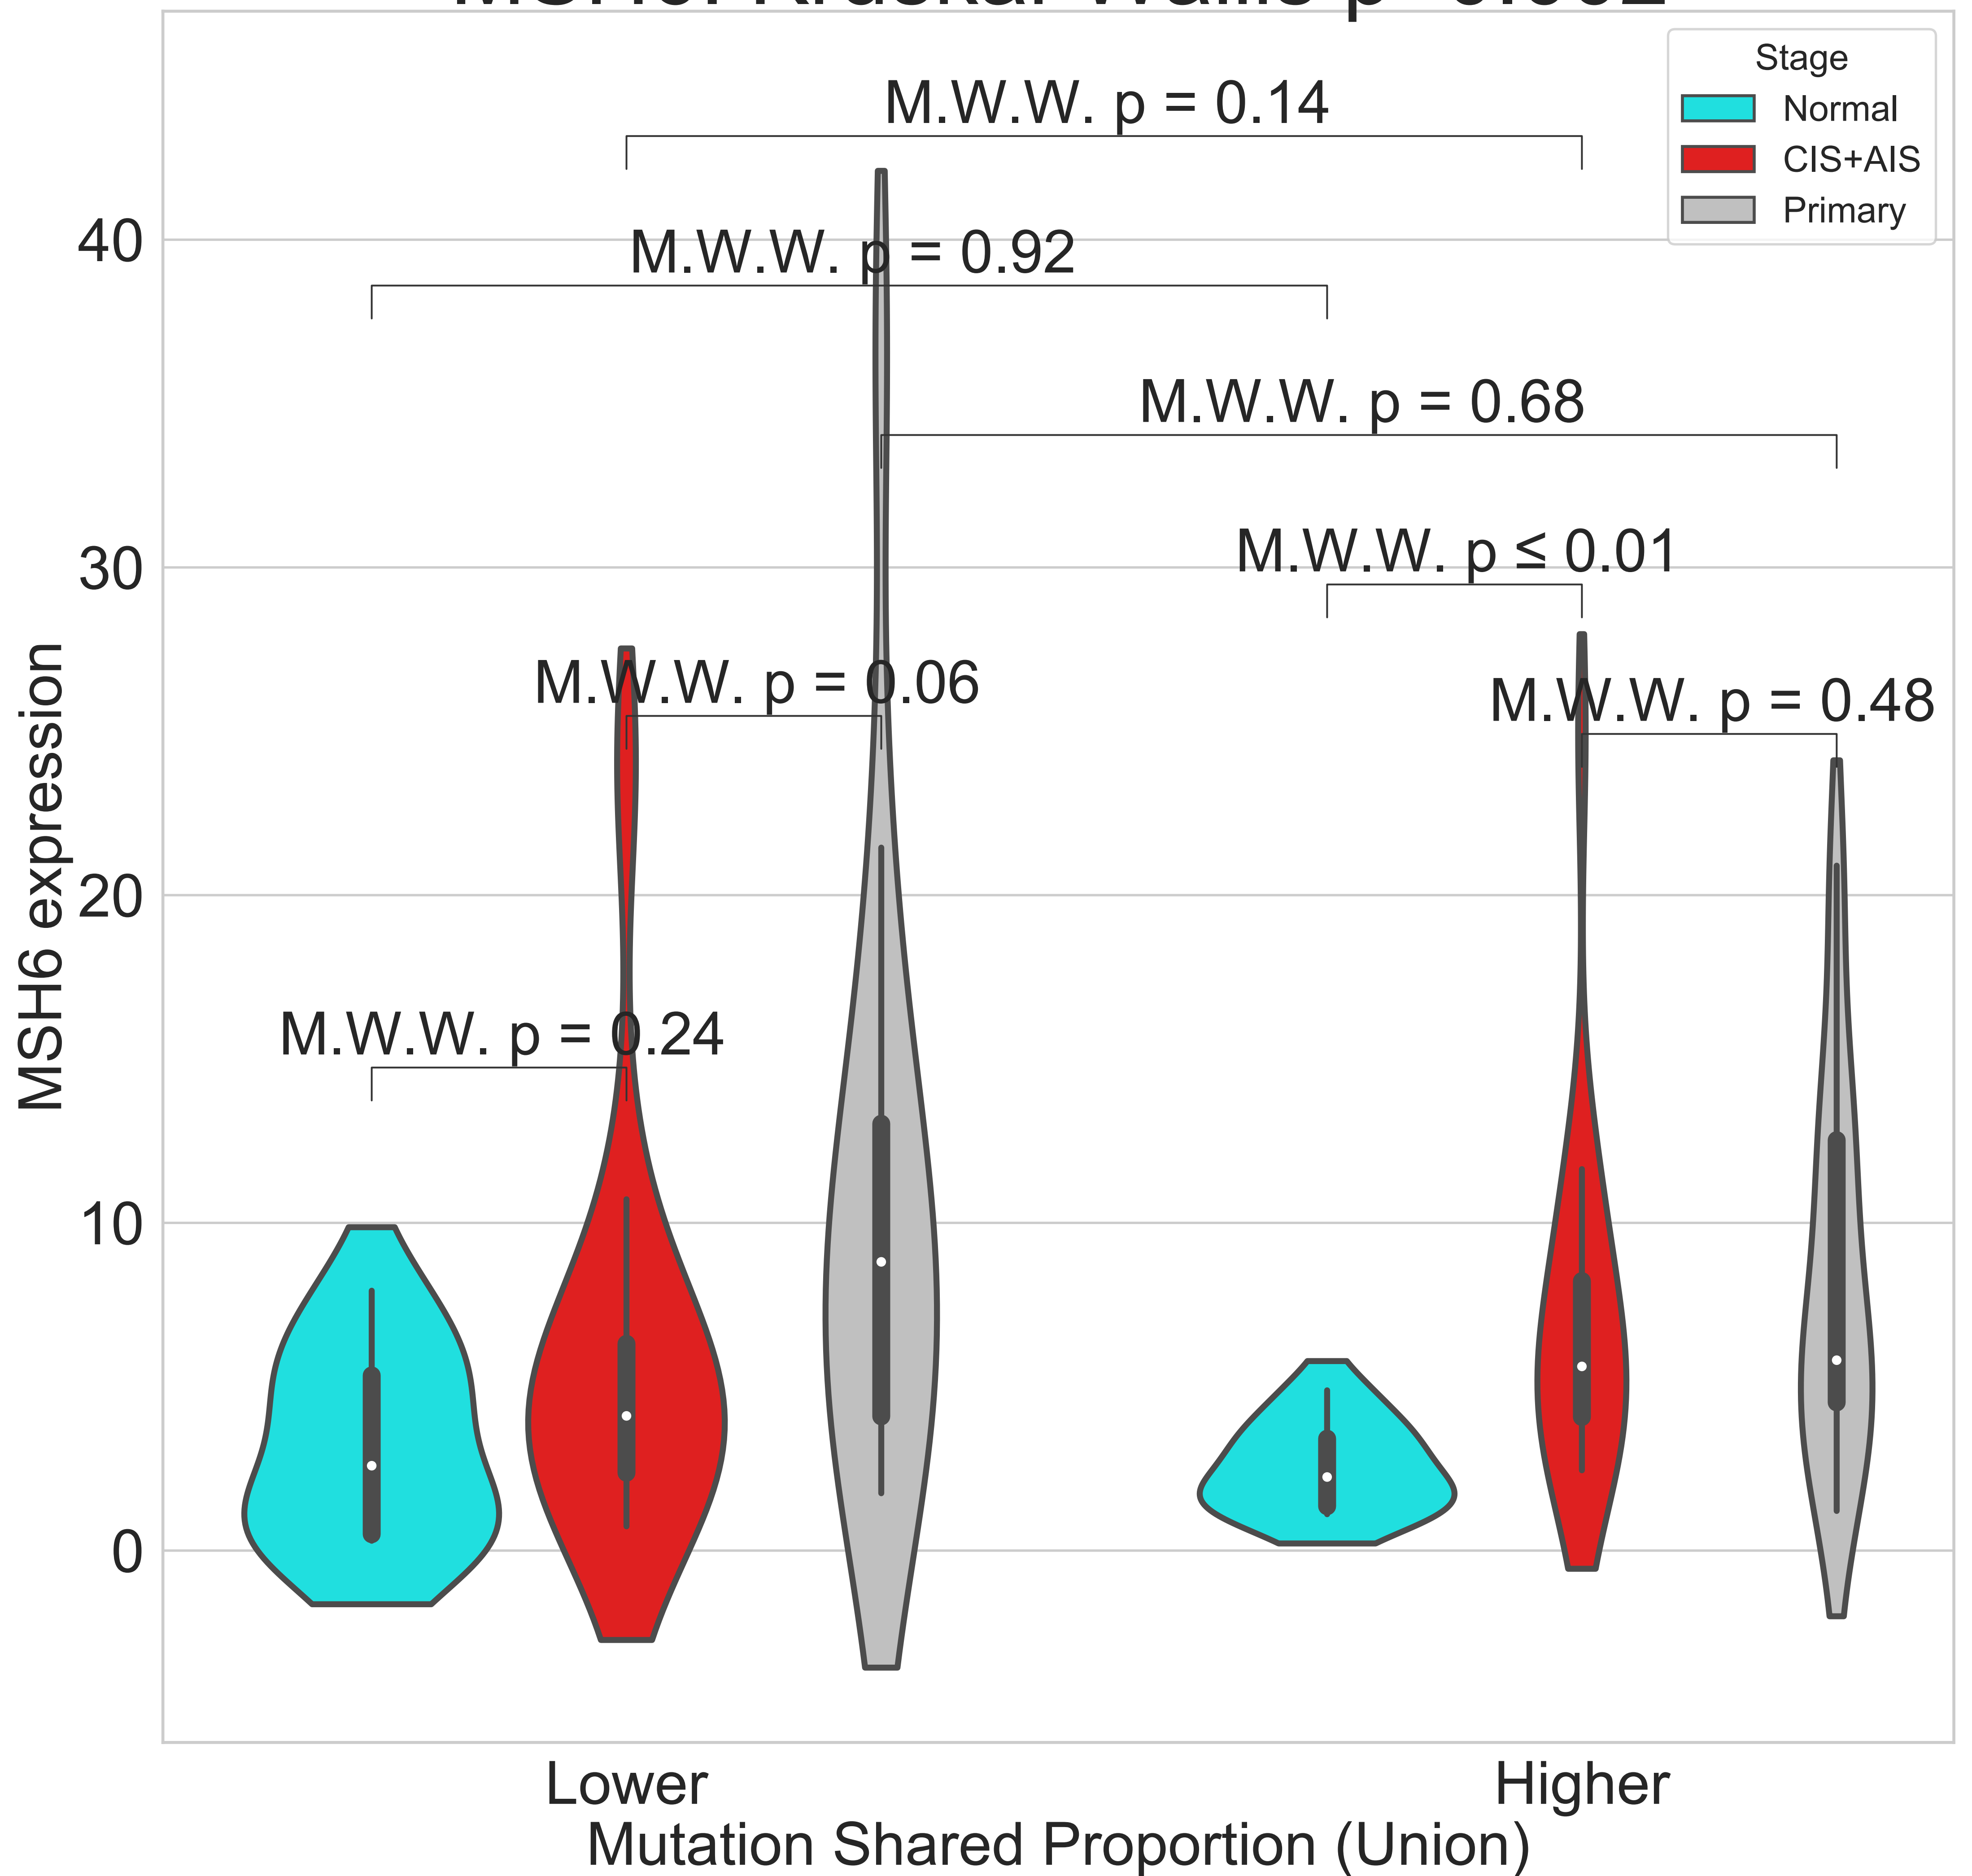 Stage
Normal
CIS+AIS
Primary
M.W.W. p = 0.14
M.W.W. p = 0.92
M.W.W. p = 0.68
M.W.W. p ≤ 0.01
M.W.W. p = 0.06
M.W.W. p = 0.48
M.W.W. p = 0.24
40
30
20
10
0
MSH6 expression
Lower
Higher
Mutation Shared Proportion (Union)